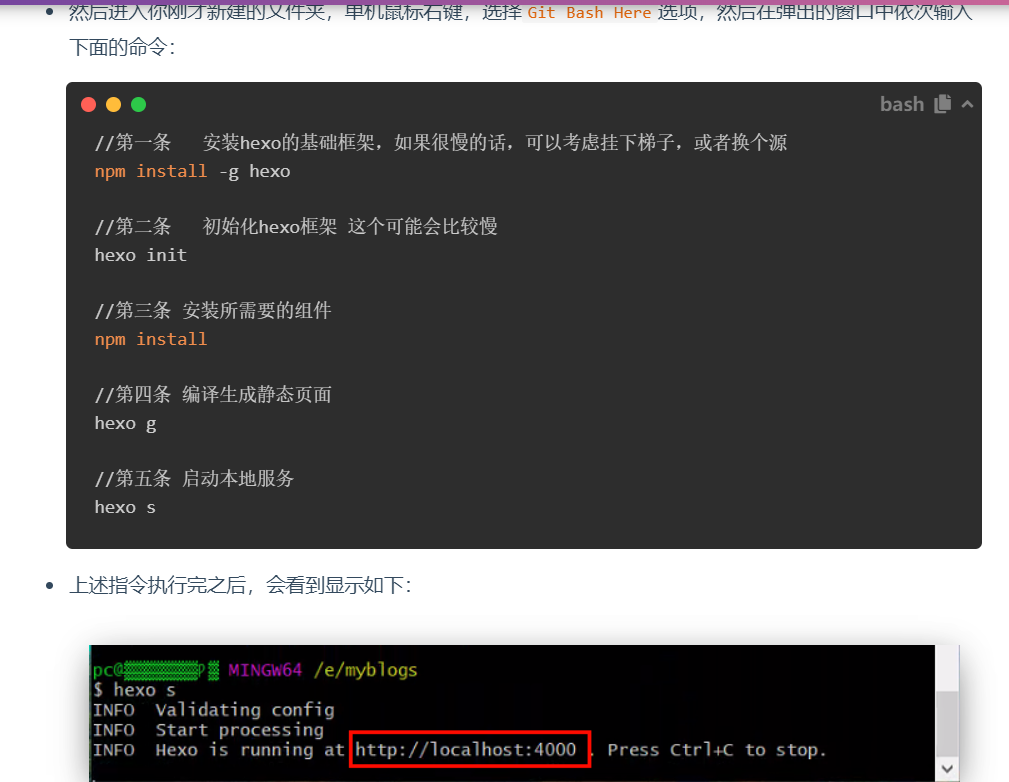 然后进入你刚才新建的文件夹，单机鼠标右键，选择 Git Bash Here 选项，然后在弹出的窗口中依次输入
下面的命令：
bash
//第一条 安装hexo的基础框架，如果很慢的话，可以考虑挂下梯子，或者换个源
npm install -g hexo
//第二条 初始化hexo框架 这个可能会比较慢
hexo init
//第三条 安装所需要的组件
npm install
//第四条 编译生成静态页面
hexo g
//第五条 启动本地服务
hexo s
上述指令执行完之后，会看到显示如下：
pc@ P MINGW64 /e/myblogs
$ hexo s
INFO Validating config
INFO Start processing
INFO Hexo is running at http://localhost:4000 . Press Ctrl+C to stop.